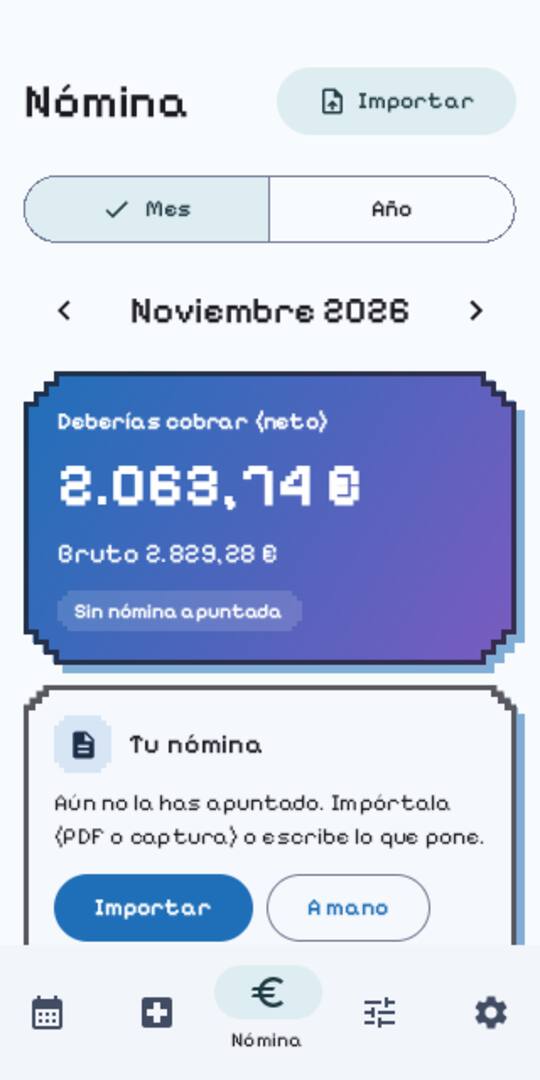 Nómina
Importar
Mes
Año
Noviembre 2026
Deberías cobrar (neto)
2.063,74 €
Bruto 2.829,28 €
Sin nómina apuntada
Tu nómina
Aún no la has apuntado. Impórtala
(PDF o captura) o escribe lo que pone.
Importar
A mano
€
Nómina